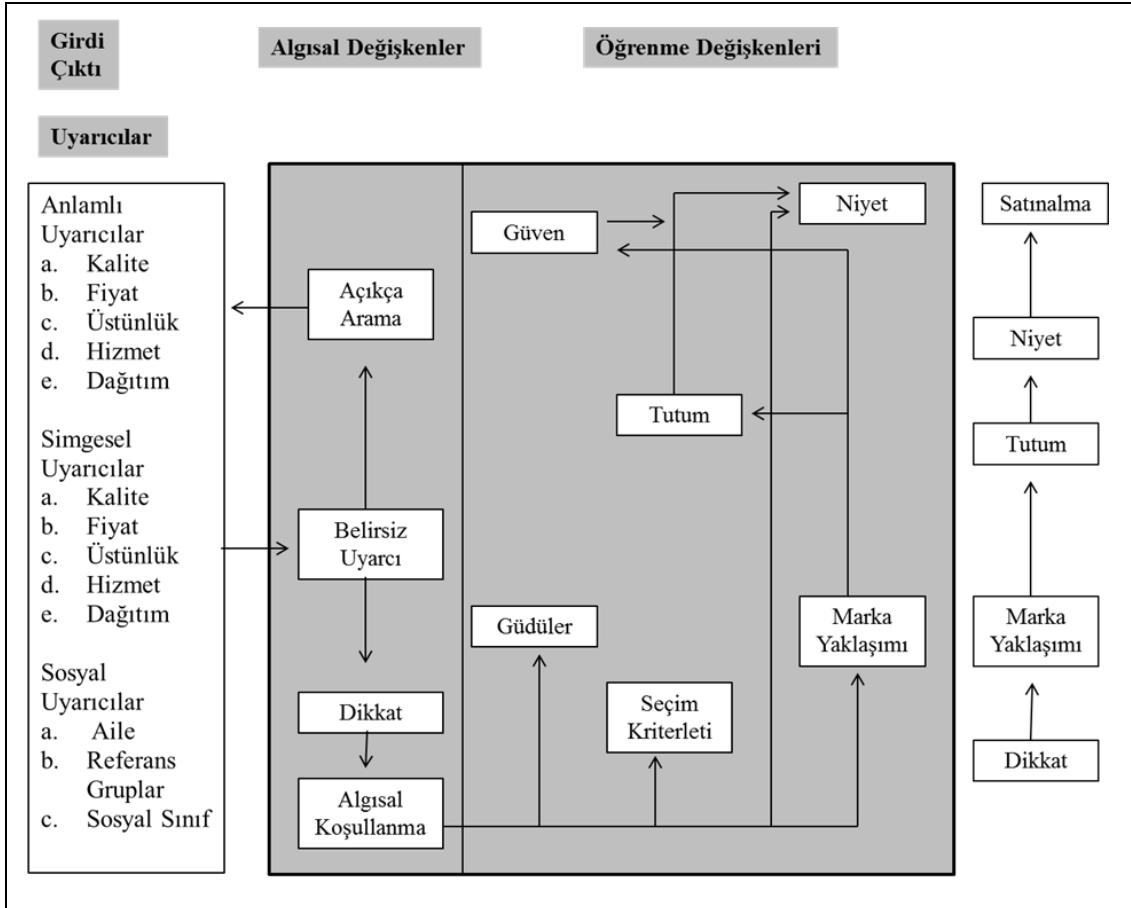 Girdi
Çıktı
Algısal Değişkenler
Öğrenme Değişkenleri
Uyarıcılar
Anlamlı
Uyarıcılar
a. Kalite
b. Fiyat
c. Üstünlük
d. Hizmet
e. Dağıtım
Simgesel
Uyarıcılar
a. Kalite
b. Fiyat
c. Üstünlük
d. Hizmet
e. Dağıtım
Sosyal
Uyarıcılar
a. Aile
b. Referans
Gruplar
c. Sosyal Sınıf
Açıkça
Arama
Belirsiz
Uyarcı
Dikkat
Algısal
Koşullanma
Güven
Niyet
Tutum
Güdüler
Seçim
Kriterleti
Marka
Yaklaşımı
Satınalma
Niyet
Tutum
Marka
Yaklaşımı
Dikkat